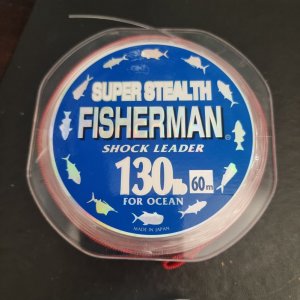 SUPER STEALTH
FISHERMAN®
SHOCK LEADER
130lb 60m
FOR OCEAN
MADE IN JAPAN